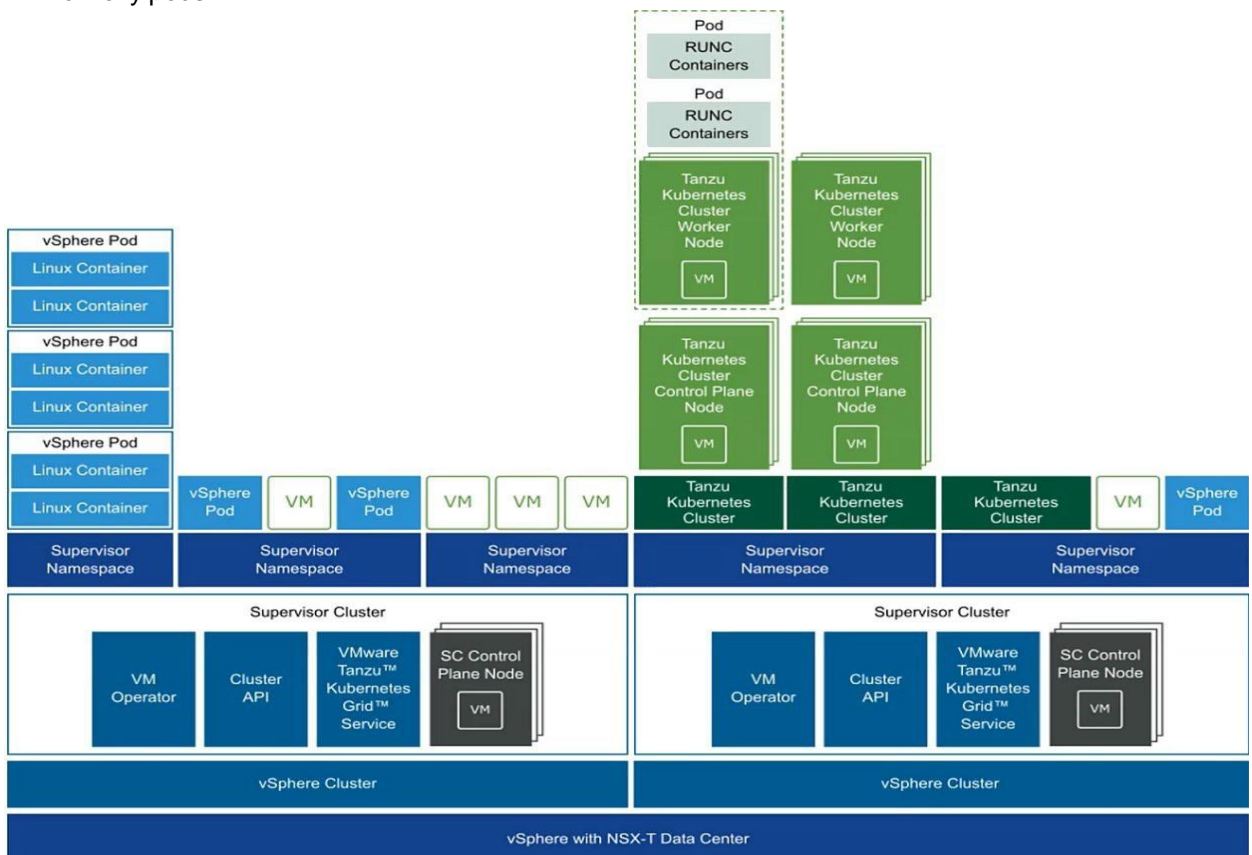 Pod
RUNC
Containers
Pod
RUNC
Containers
Tanzu
Kubernetes
Cluster
Worker
Node
VM
Tanzu
Kubernetes
Cluster
Worker
Node
VM
vSphere Pod
Linux Container
Linux Container
vSphere Pod
Linux Container
Linux Container
vSphere Pod
Linux Container
Linux Container
Tanzu
Kubernetes
Cluster
Control Plane
Node
VM
Tanzu
Kubernetes
Cluster
Control Plane
Node
VM
vSphere
Pod
VM
vSphere
Pod
VM
VM
VM
Tanzu
Kubernetes
Cluster
Tanzu
Kubernetes
Cluster
Tanzu
Kubernetes
Cluster
VM
vSphere
Pod
Supervisor
Namespace
Supervisor
Namespace
Supervisor
Namespace
Supervisor
Namespace
Supervisor
Namespace
Supervisor Cluster
VM
Operator
Cluster
API
VMware
Tanzu™
Kubernetes
Grid™
Service
SC Control
Plane Node
VM
Supervisor Cluster
VM
Operator
Cluster
API
VMware
Tanzu™
Kubernetes
Grid™
Service
SC Control
Plane Node
VM
vSphere Cluster
vSphere Cluster
vSphere with NSX-T Data Center